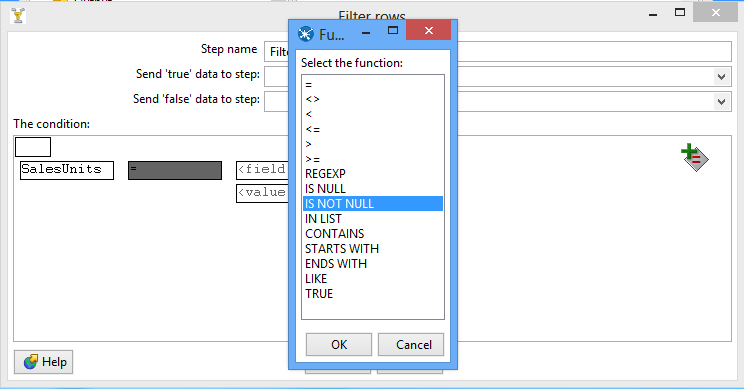 Filter rows
Fu...
Step name
Filte
Send 'true' data to step:
Send 'false' data to step:
The condition:
SalesUnits
=
<field
<value
Select the function:
=
<>
<
<=
>
>=
REGEXP
IS NULL
IS NOT NULL
IN LIST
CONTAINS
STARTS WITH
ENDS WITH
LIKE
TRUE
OK
Cancel
Help